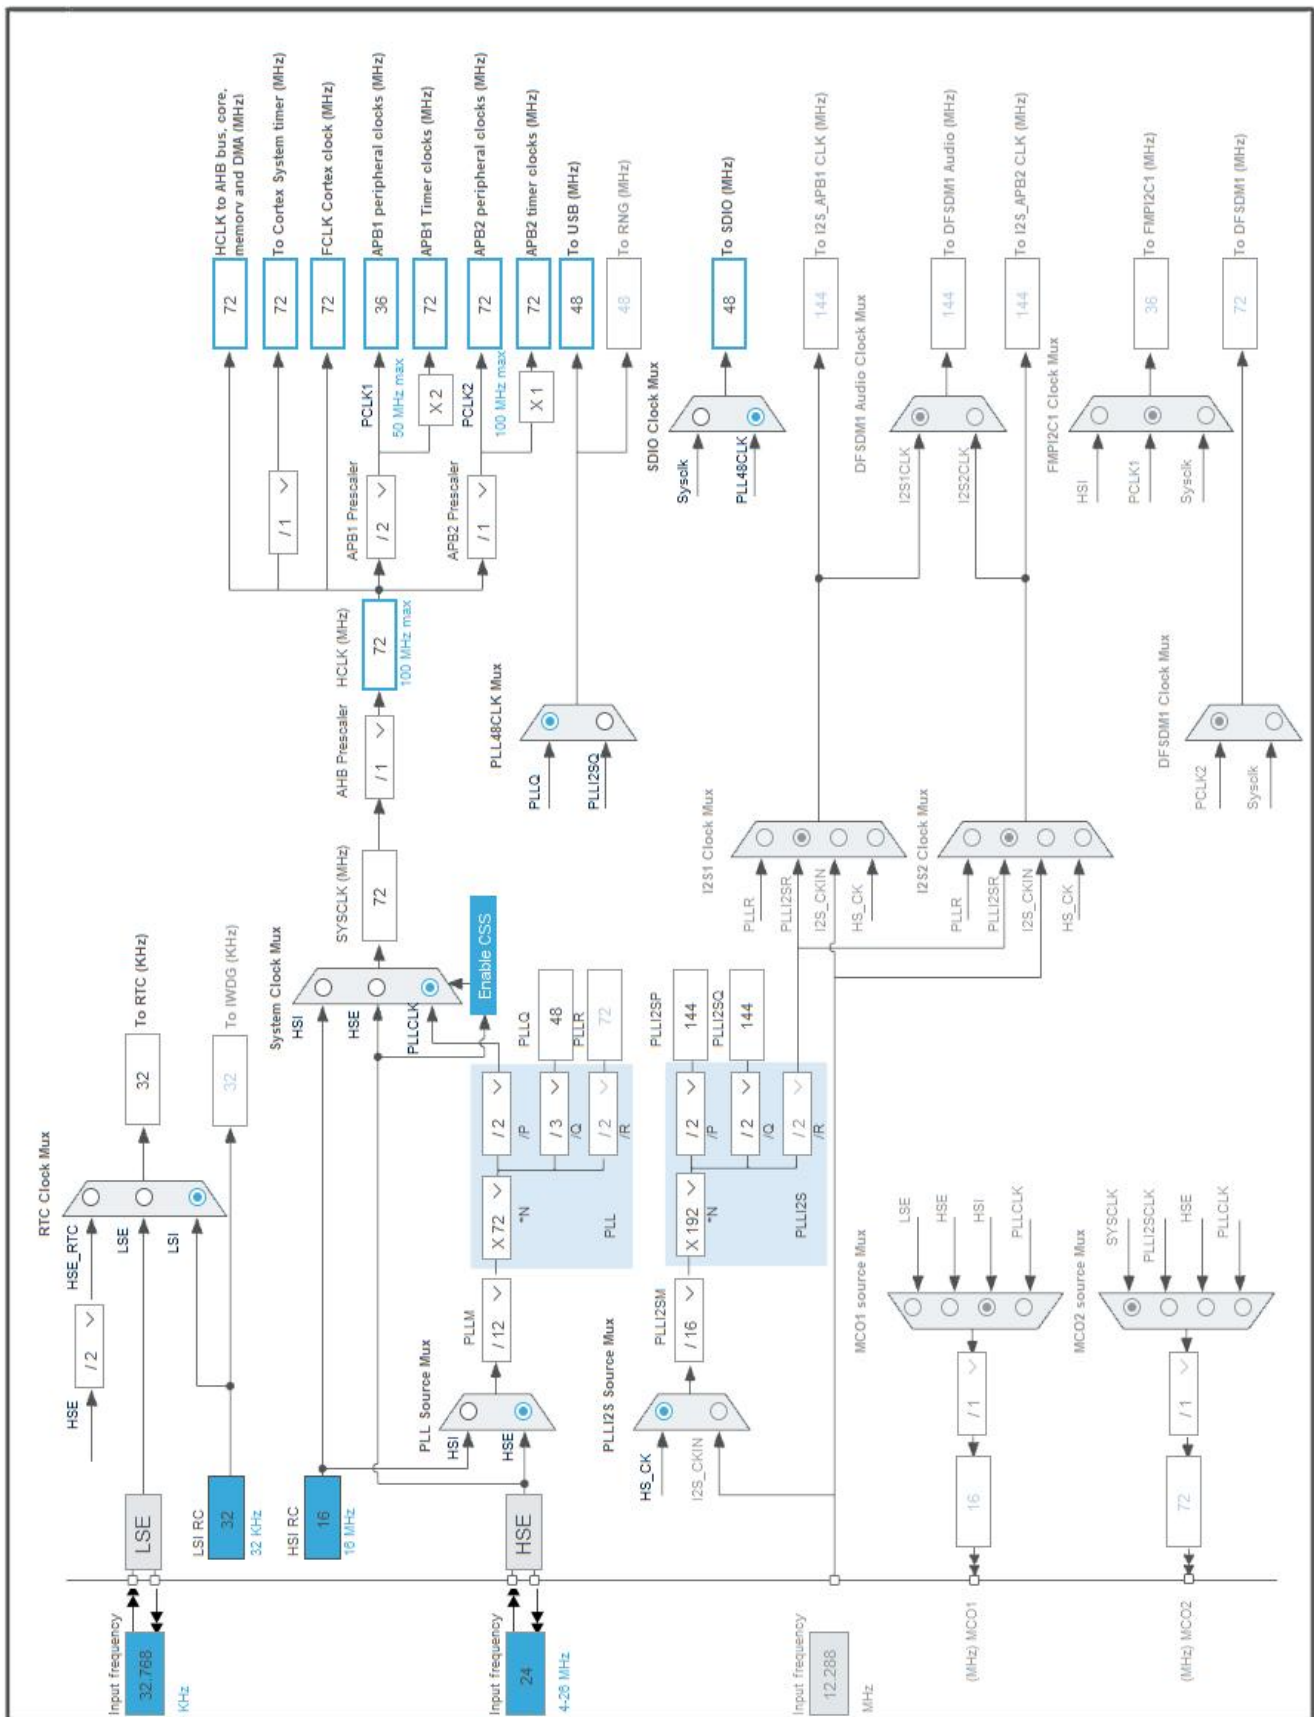 Input frequency
32.768
KHz
LSE
LSI RC
32
32 KHz
HSE
/ 2
HSE_RTC
LSE
LSI
RTC Clock Mux
32
To RTC (KHz)
32
To IWDG (KHz)
HSI RC
16
16 MHz
Input frequency
24
4-26 MHz
HSE
PLL Source Mux
HSI
HSE
PLLM
/ 12
X 72
*N
/ 2
/P
/ 3
/Q
/ 2
/R
PLL
PLLQ
48
PLLR
72
System Clock Mux
HSI
HSE
PLLCLK
Enable CSS
SYSCLK (MHz)
72
AHB Prescaler
/ 1
HCLK (MHz)
72
100 MHz max
/ 1
APB1 Prescaler
/ 2
PCLK1
50 MHz max
X 2
APB2 Prescaler
/ 1
PCLK2
100 MHz max
X 1
72
HCLK to AHB bus, core,
memory and DMA (MHz)
72
To Cortex System timer (MHz)
72
FCLK Cortex clock (MHz)
36
APB1 peripheral clocks (MHz)
72
APB1 Timer clocks (MHz)
72
APB2 peripheral clocks (MHz)
72
APB2 timer clocks (MHz)
48
To USB (MHz)
48
To RNG (MHz)
PLL48CLK Mux
PLLQ
PLLI2SQ
SDIO Clock Mux
Sysclk
PLL48CLK
48
To SDIO (MHz)
PLLI2S Source Mux
HS_CK
I2S_CKIN
PLLI2SM
/ 16
X 192
*N
/ 2
/P
/ 2
/Q
/ 2
/R
PLLI2S
PLLI2SP
144
PLLI2SQ
144
I2S1 Clock Mux
PLLR
PLLI2SR
I2S_CKIN
HS_CK
144
To I2S_APB1 CLK (MHz)
DFSDM1 Audio Clock Mux
I2S1CLK
I2S2CLK
144
To DFSDM1 Audio (MHz)
I2S2 Clock Mux
PLLR
PLLI2SR
I2S_CKIN
HS_CK
144
To I2S_APB2 CLK (MHz)
FMPI2C1 Clock Mux
HSI
PCLK1
Sysclk
36
To FMPI2C1 (MHz)
DFSDM1 Clock Mux
PCLK2
Sysclk
72
To DFSDM1 (MHz)
Input frequency
12.288
MHz
(MHz) MCO1
16
/ 1
MCO1 source Mux
LSE
HSE
HSI
PLLCLK
(MHz) MCO2
72
/ 1
MCO2 source Mux
SYSCLK
PLLI2SCLK
HSE
PLLCLK